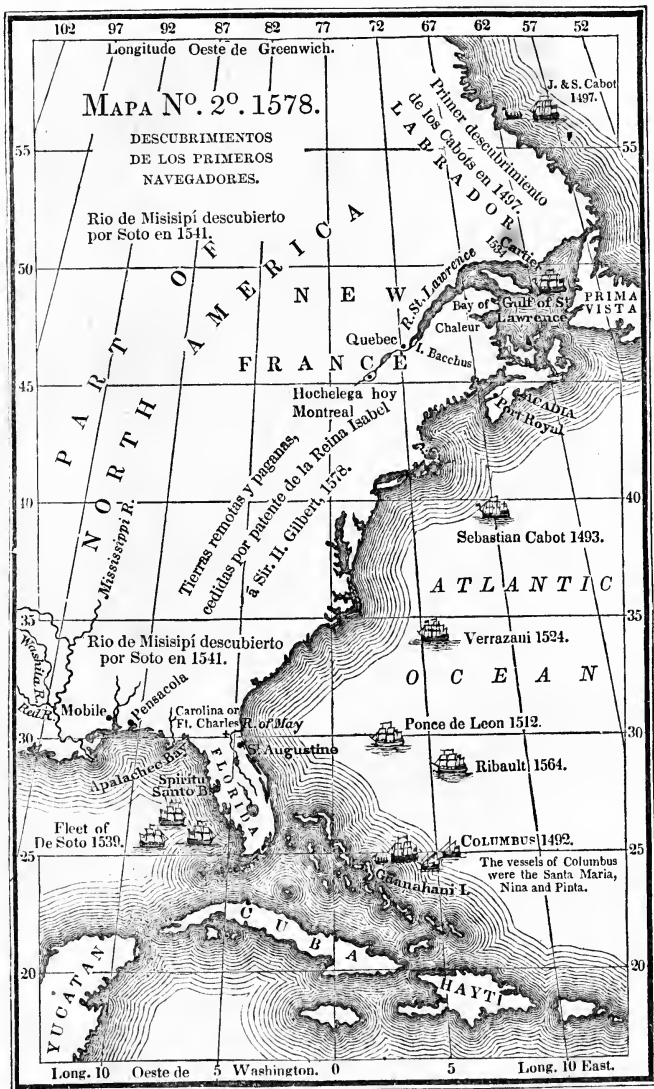 102 97 92 87 82 77 72 67 62 57 52
Longitude Oeste de Greenwich.
MAPA Nº. 2º. 1578.
DESCUBRIMIENTOS
DE LOS PRIMEROS
NAVEGADORES.
J. & S. Cabot
1497.
Primer descubrimiento
de los Cabots en 1497.
LABRADOR
55
55
Rio de Misisipí descubierto
por Soto en 1541.
PART OF
NORTH AMERICA
50
50
NEW
FRANCE
R. St. Lawrence
Cartier
1534
Bay of
Chaleur
Gulf of St
Lawrence
PRIMA
VISTA
Quebec
I. Bacchus
45
45
Hochelega hoy
Montreal
ACADIA
Port Royal
Tierras remotas y paganas,
cedidas por patente de la Reina Isabel
â Sir. H. Gilbert, 1578.
40
40
Sebastian Cabot 1493.
Mississippi R.
ATLANTIC
OCEAN
35
35
Verrazani 1524.
Rio de Misisipí descubierto
por Soto en 1541.
Washita R.
Red R.
Mobile
Pensacola
Carolina or
Ft. Charles
R. of May
Ponce de Leon 1512.
30
30
St Augustine
Apalachee Bay
FLORIDA
Ribault 1564.
Spiritu
Santo B
Fleet of
De Soto 1539.
COLUMBUS 1492.
25
25
The vessels of Columbus
were the Santa Maria,
Nina and Pinta.
Guanahani I.
CUBA
YUCATAN
HAYTI
20
20
Long. 10 Oeste de 5 Washington. 0 5 Long. 10 East.